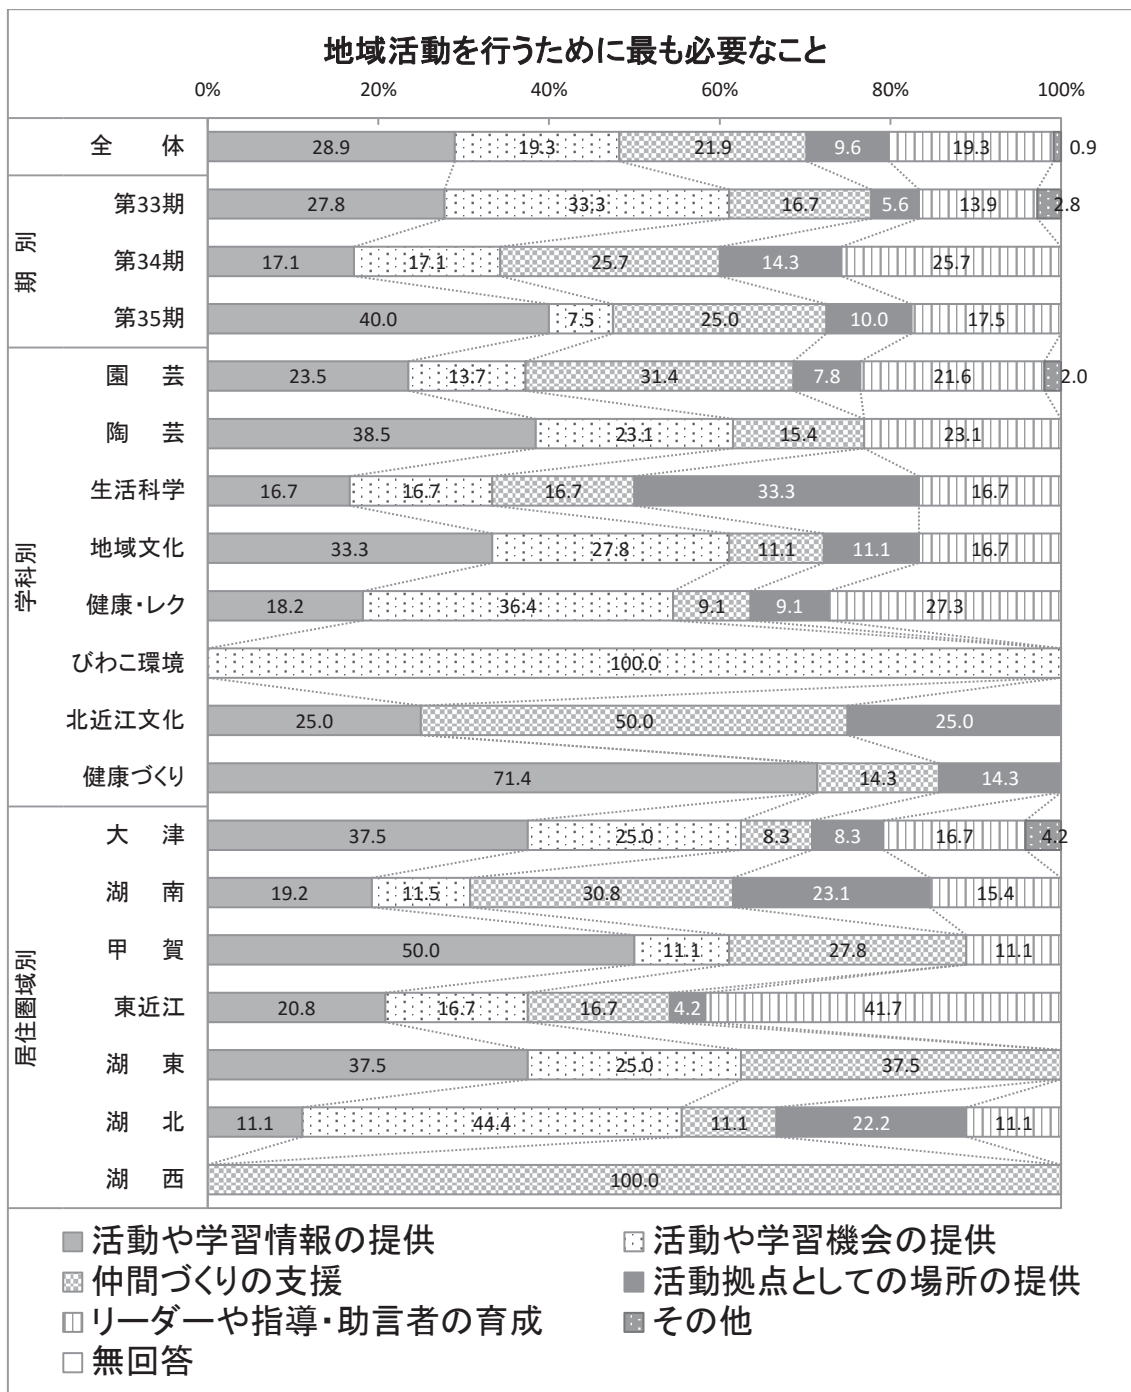 地域活動を行うために最も必要なこと
0% 20% 40% 60% 80% 100%
全 体 28.9 19.3 21.9 9.6 19.3 0.9
期 別
第33期 27.8 33.3 16.7 5.6 13.9 2.8
第34期 17.1 17.1 25.7 14.3 25.7
第35期 40.0 7.5 25.0 10.0 17.5
学科別
園 芸 23.5 13.7 31.4 7.8 21.6 2.0
陶 芸 38.5 23.1 15.4 23.1
生活科学 16.7 16.7 16.7 33.3 16.7
地域文化 33.3 27.8 11.1 11.1 16.7
健康・レク 18.2 36.4 9.1 9.1 27.3
びわこ環境 100.0
北近江文化 25.0 50.0 25.0
健康づくり 71.4 14.3 14.3
居住圏域別
大 津 37.5 25.0 8.3 8.3 16.7 4.2
湖 南 19.2 11.5 30.8 23.1 15.4
甲 賀 50.0 11.1 27.8 11.1
東近江 20.8 16.7 16.7 4.2 41.7
湖 東 37.5 25.0 37.5
湖 北 11.1 44.4 11.1 22.2 11.1
湖 西 100.0
活動や学習情報の提供 活動や学習機会の提供
仲間づくりの支援 活動拠点としての場所の提供
リーダーや指導・助言者の育成 その他
無回答